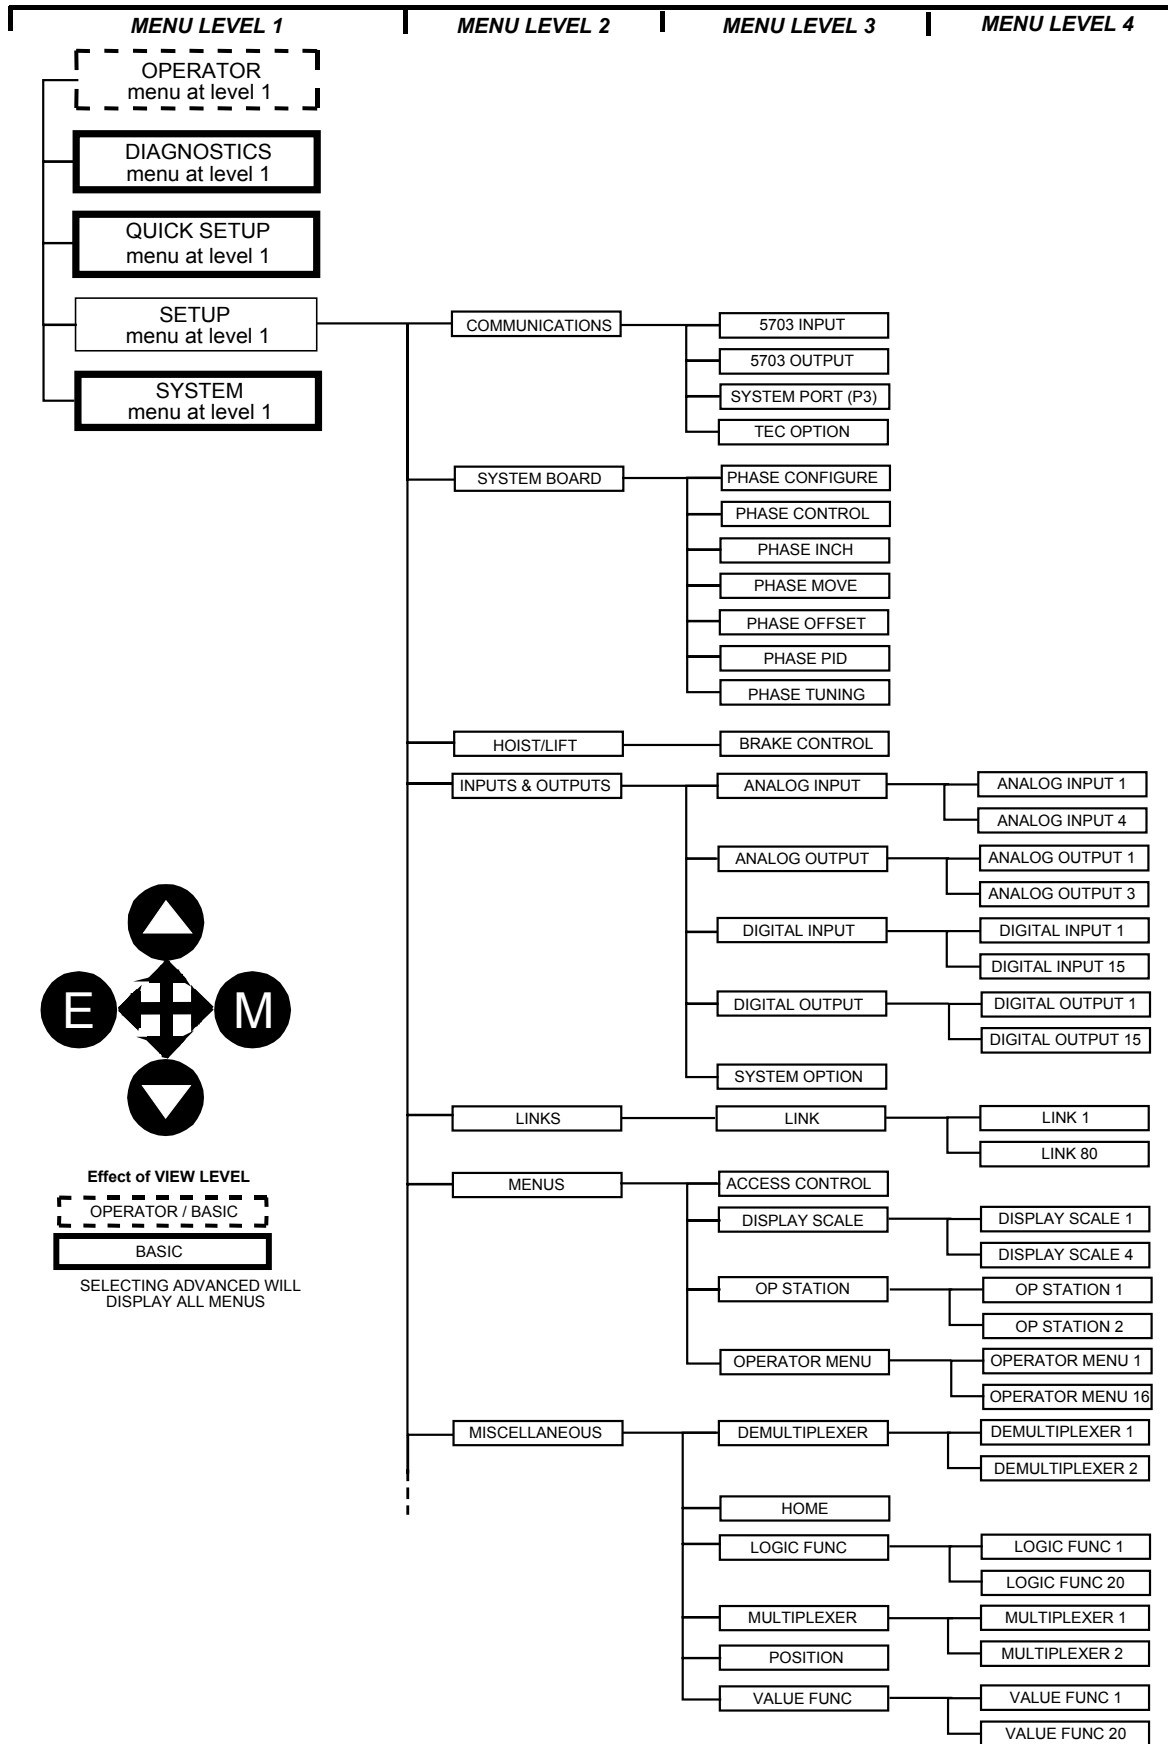 MENU LEVEL 1
MENU LEVEL 2
MENU LEVEL 3
MENU LEVEL 4
OPERATOR
menu at level 1
DIAGNOSTICS
menu at level 1
QUICK SETUP
menu at level 1
SETUP
menu at level 1
SYSTEM
menu at level 1
COMMUNICATIONS
5703 INPUT
5703 OUTPUT
SYSTEM PORT (P3)
TEC OPTION
SYSTEM BOARD
PHASE CONFIGURE
PHASE CONTROL
PHASE INCH
PHASE MOVE
PHASE OFFSET
PHASE PID
PHASE TUNING
HOIST/LIFT
BRAKE CONTROL
INPUTS & OUTPUTS
ANALOG INPUT
ANALOG INPUT 1
ANALOG INPUT 4
ANALOG OUTPUT
ANALOG OUTPUT 1
ANALOG OUTPUT 3
DIGITAL INPUT
DIGITAL INPUT 1
DIGITAL INPUT 15
DIGITAL OUTPUT
DIGITAL OUTPUT 1
DIGITAL OUTPUT 15
SYSTEM OPTION
LINKS
LINK
LINK 1
LINK 80
MENUS
ACCESS CONTROL
DISPLAY SCALE
DISPLAY SCALE 1
DISPLAY SCALE 4
OP STATION
OP STATION 1
OP STATION 2
OPERATOR MENU
OPERATOR MENU 1
OPERATOR MENU 16
MISCELLANEOUS
DEMULTIPLEXER
DEMULTIPLEXER 1
DEMULTIPLEXER 2
HOME
LOGIC FUNC
LOGIC FUNC 1
LOGIC FUNC 20
MULTIPLEXER
MULTIPLEXER 1
MULTIPLEXER 2
POSITION
VALUE FUNC
VALUE FUNC 1
VALUE FUNC 20
E
M
Effect of VIEW LEVEL
OPERATOR / BASIC
BASIC
SELECTING ADVANCED WILL
DISPLAY ALL MENUS